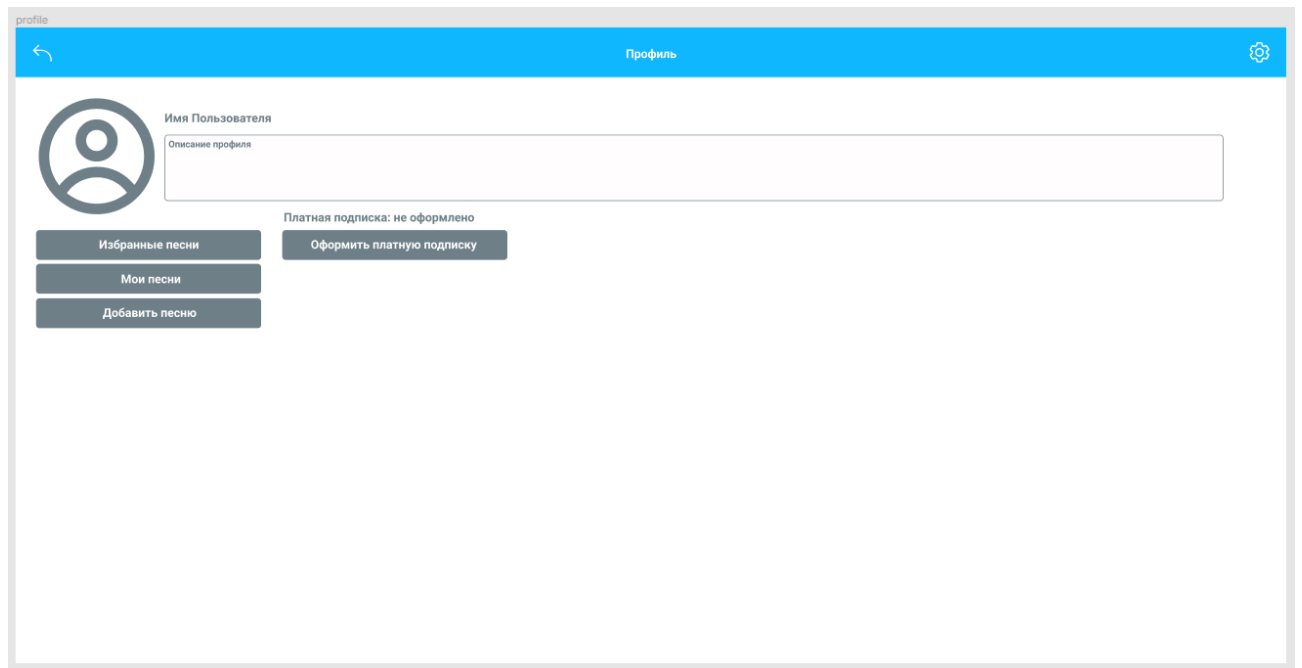 profile
Профиль
Имя Пользователя
Описание профиля
Платная подписка: не оформлено
Избранные песни
Оформить платную подписку
Мои песни
Добавить песню